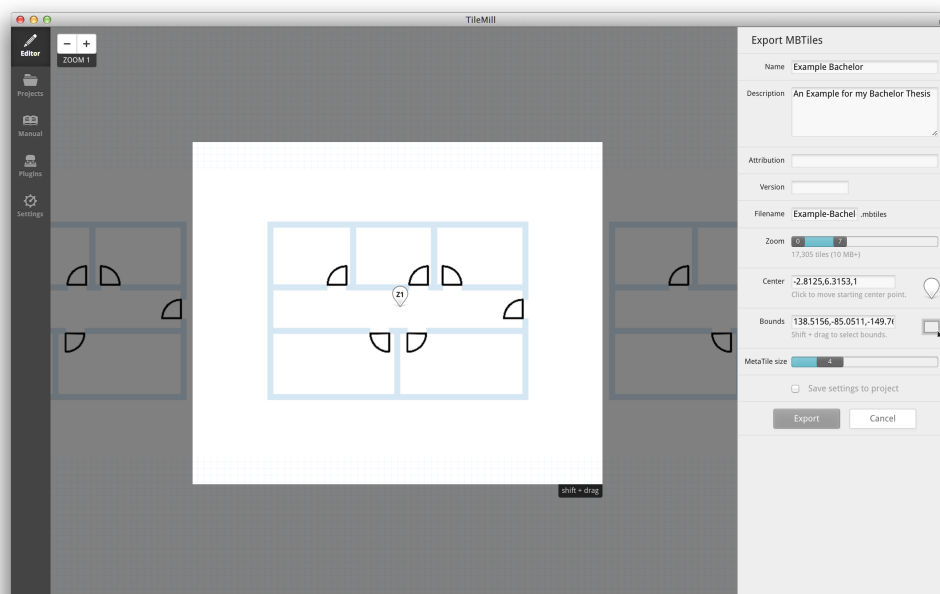 TileMill
Editor
Projects
Manual
Plugins
Settings
− +
ZOOM 1
Z1
shift + drag
Export MBTiles
Name Example Bachelor
Description An Example for my Bachelor Thesis
Attribution
Version
Filename Example-Bachel .mbtiles
Zoom 0 7
17,305 tiles (10 MB+)
Center -2.8125,6.3153,1
Click to move starting center point.
Bounds 138.5156,-85.0511,-149.76
Shift + drag to select bounds.
MetaTile size 4
Save settings to project
Export Cancel